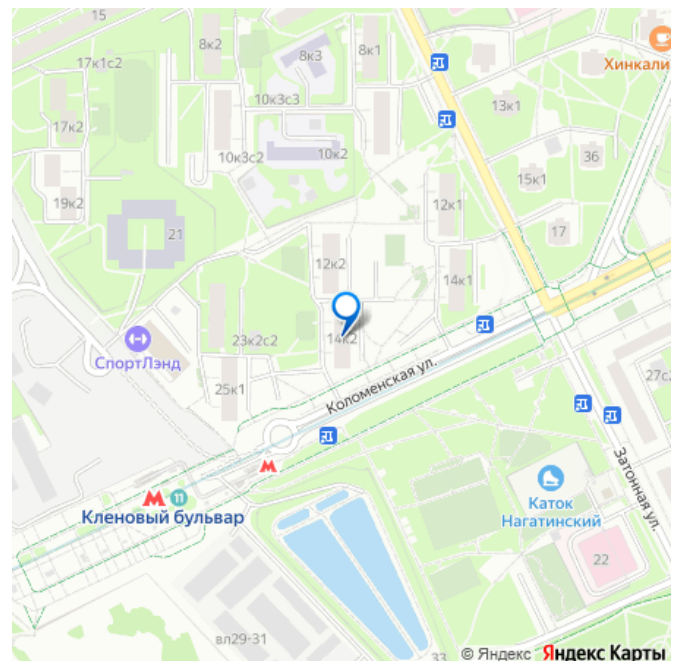 15
8к2
8к3
8к1
Хинкали
17к1с2
10к3с3
13к1
17к2
10к3с2
10к2
36
15к1
19к2
12к1
17
21
12к2
14к1
14к2
23к2с2
СпортЛэнд
Коломенская ул.
25к1
27с.
11
Кленовый бульвар
Каток
Нагатинский
Затонная ул.
22
вл29-31
33
© Яндекс Яндекс Карты